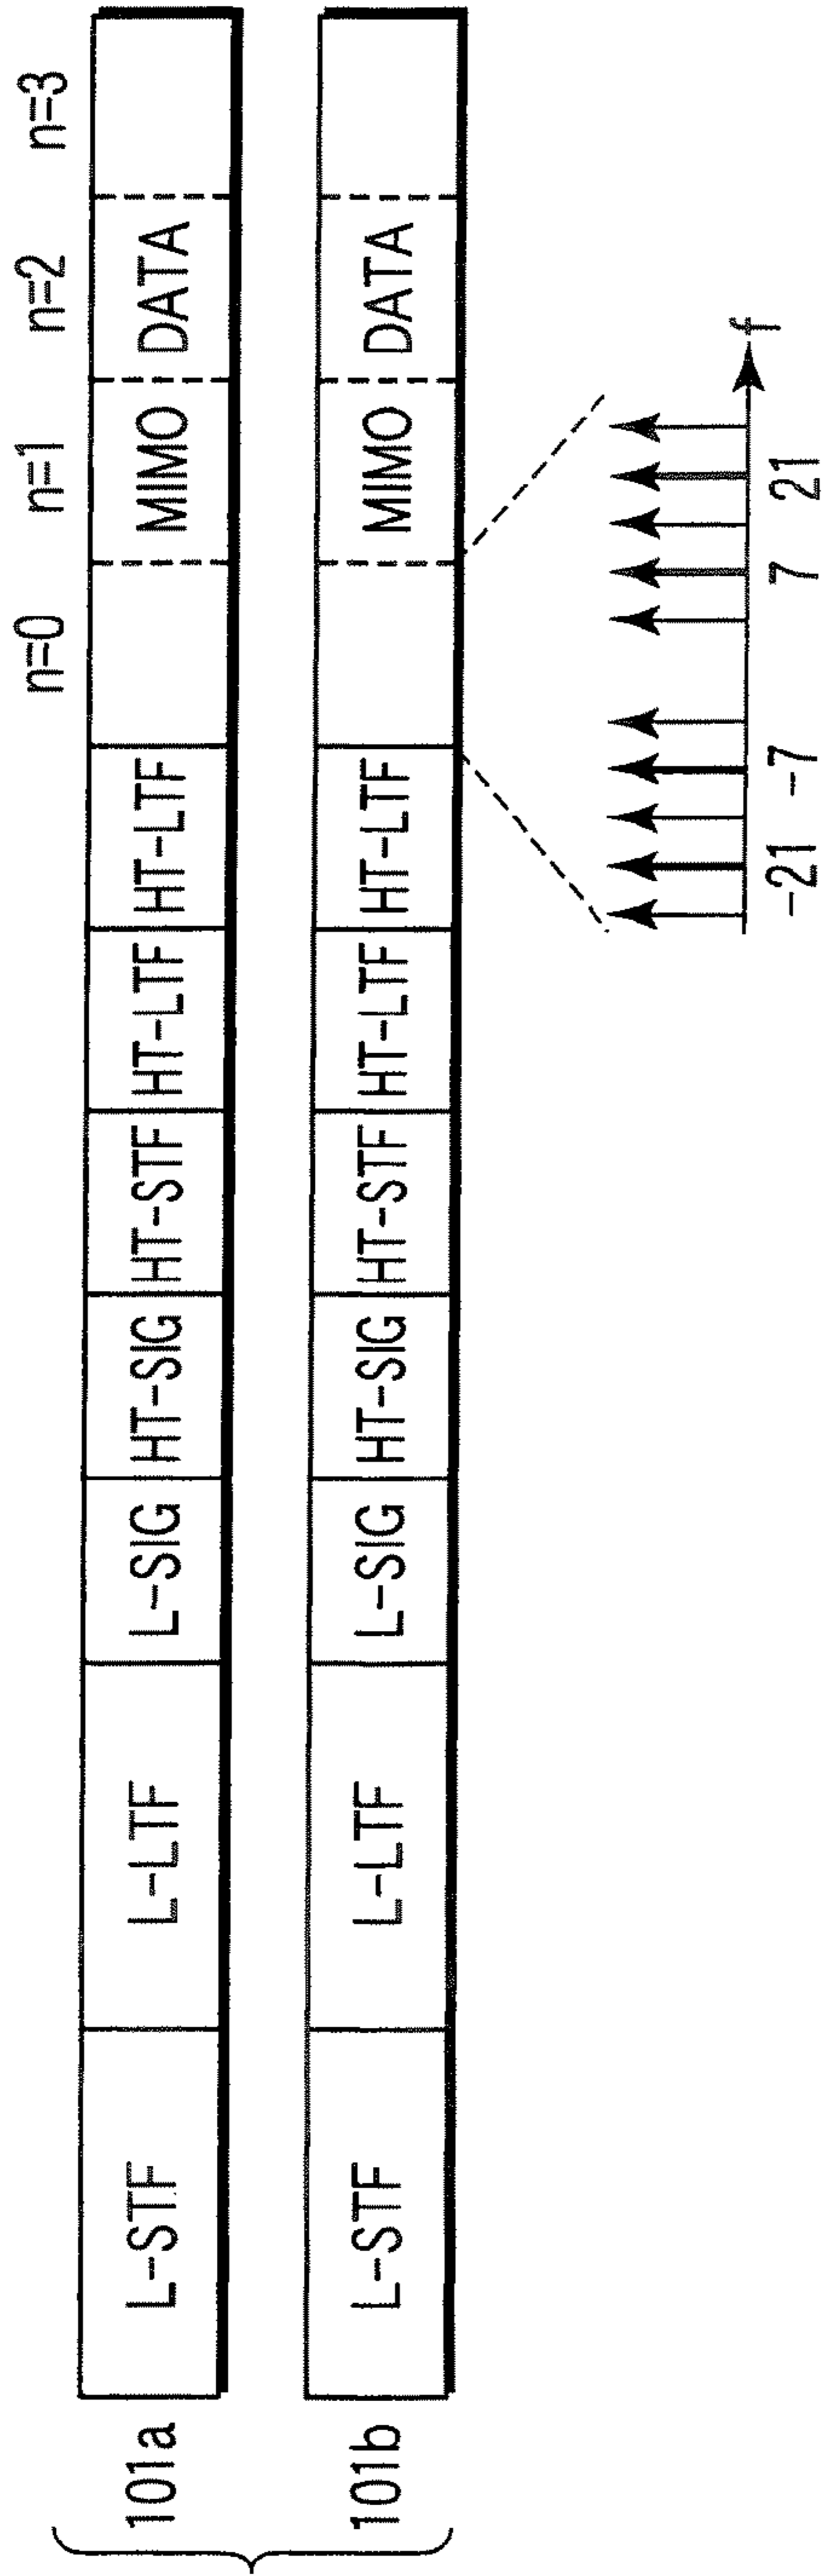 n=0 n=1 n=2 n=3
101a L-STF L-LTF L-SIG HT-SIG HT-STF HT-LTF HT-LTF MIMO DATA
101b L-STF L-LTF L-SIG HT-SIG HT-STF HT-LTF HT-LTF MIMO DATA
f
-21 -7 7 21